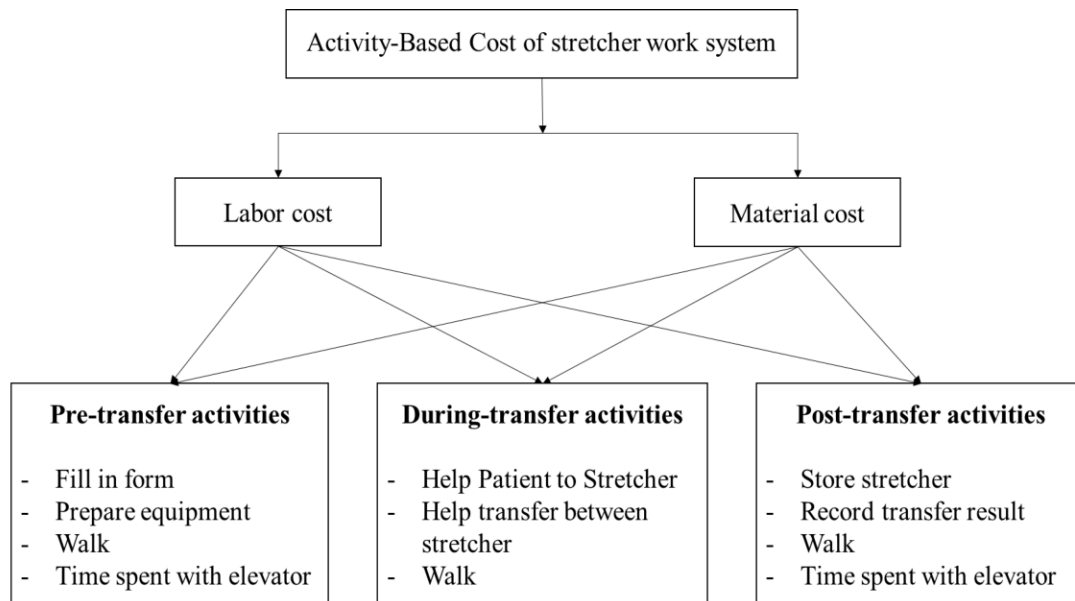 Activity-Based Cost of stretcher work system
Labor cost
Material cost
Pre-transfer activities
- Fill in form
- Prepare equipment
- Walk
- Time spent with elevator
During-transfer activities
- Help Patient to Stretcher
- Help transfer between
stretcher
- Walk
Post-transfer activities
- Store stretcher
- Record transfer result
- Walk
- Time spent with elevator